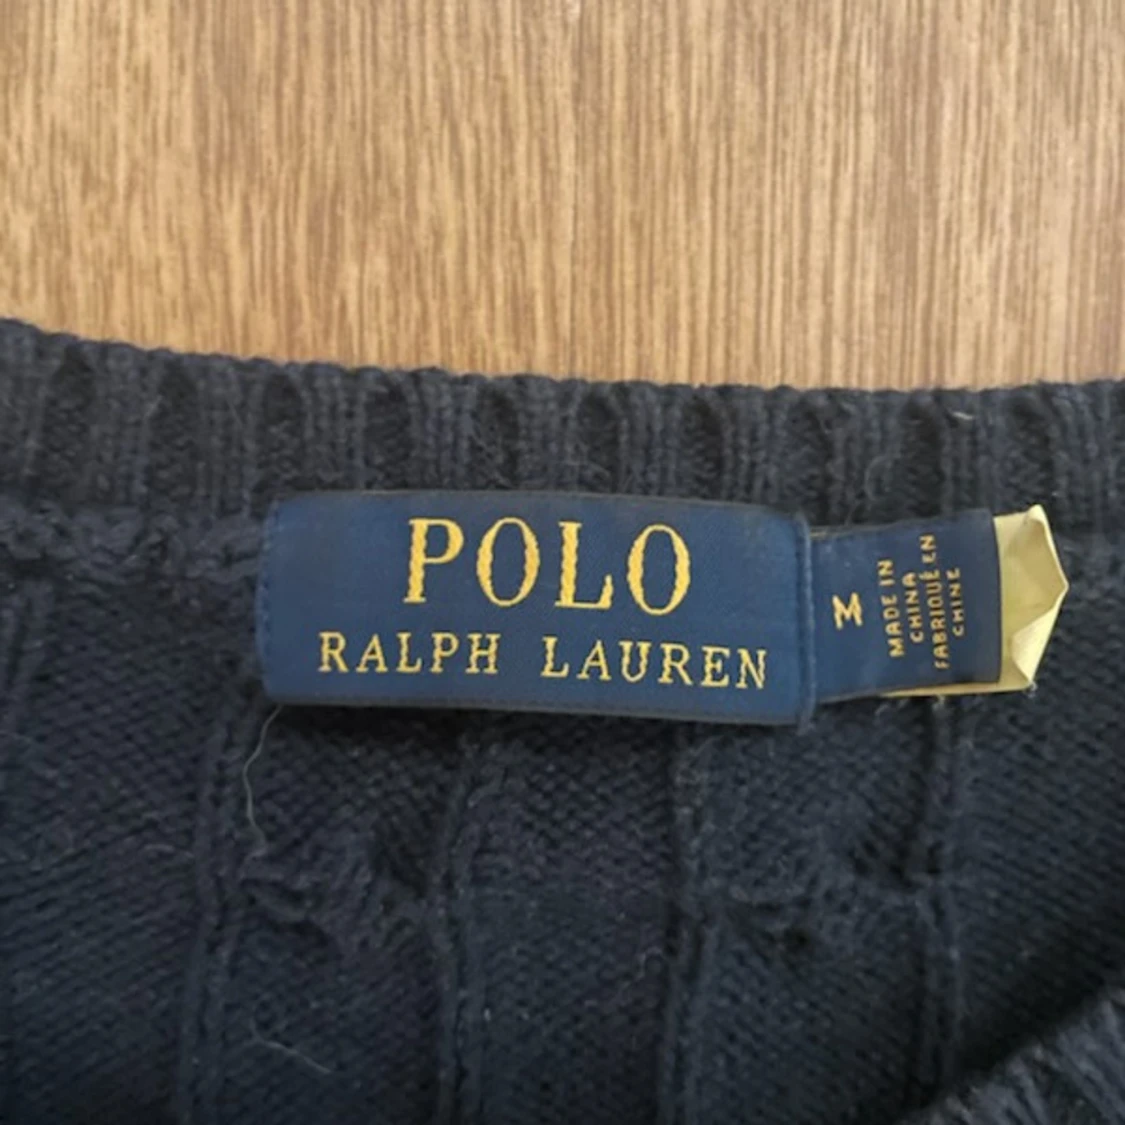 POLO
RALPH LAUREN
M
MADE IN
CHINA
FABRIQUÉ EN
CHINE